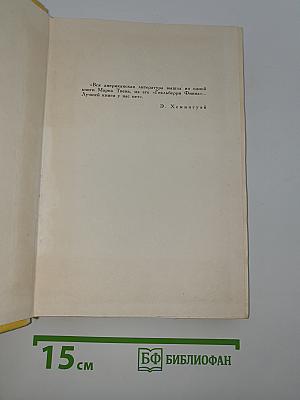 «Вся американская литература вышла из одной
книги Марка Твена, из его «Гекльберри Финна»...
Лучшей книги у нас нет».
Э. Хемингуэй
15 см
БФ БИБЛИОФАН